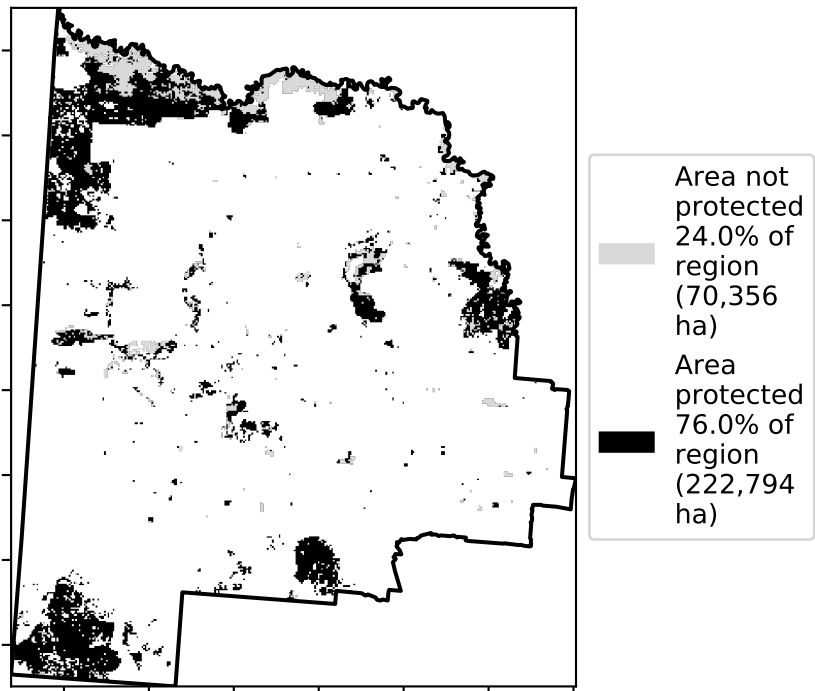 Area not
protected
24.0% of
region
(70,356
ha)
Area
protected
76.0% of
region
(222,794
ha)